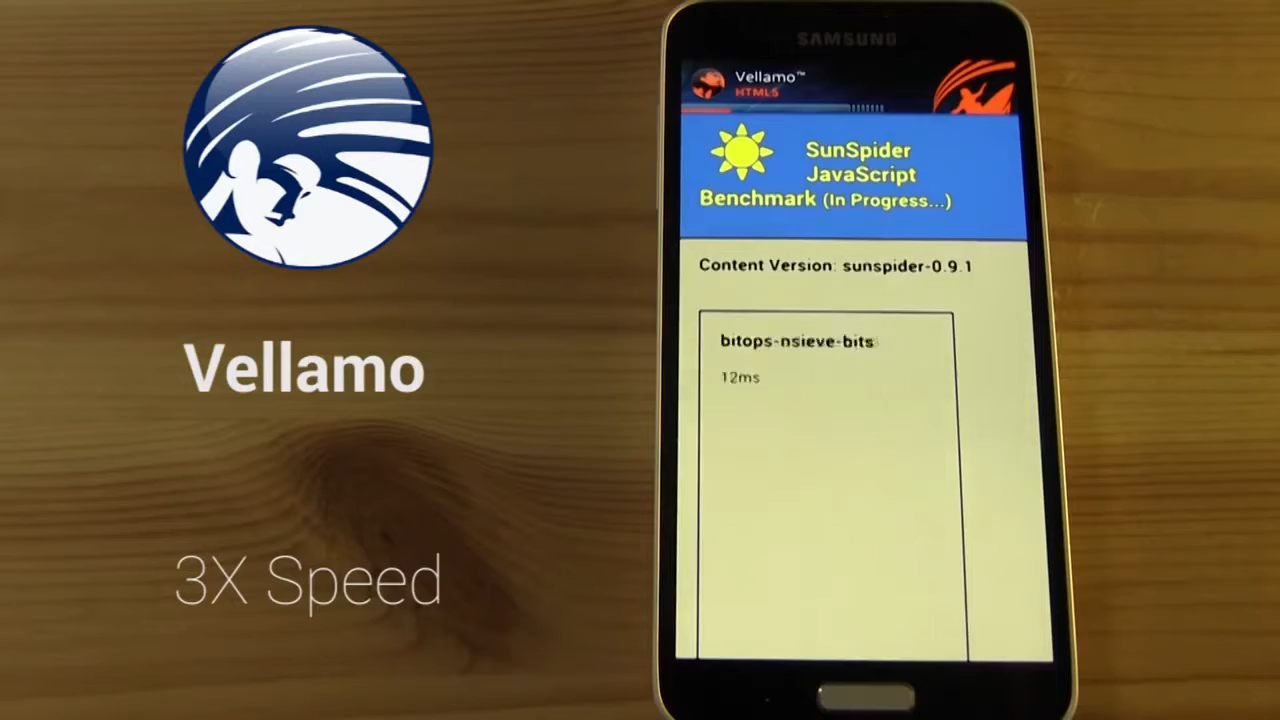 Vellamo
3X Speed
SAMSUNG
Vellamo™
HTML5
SunSpider
JavaScript
Benchmark (In Progress...)
Content Version: sunspider-0.9.1
bitops-nsieve-bits
12ms